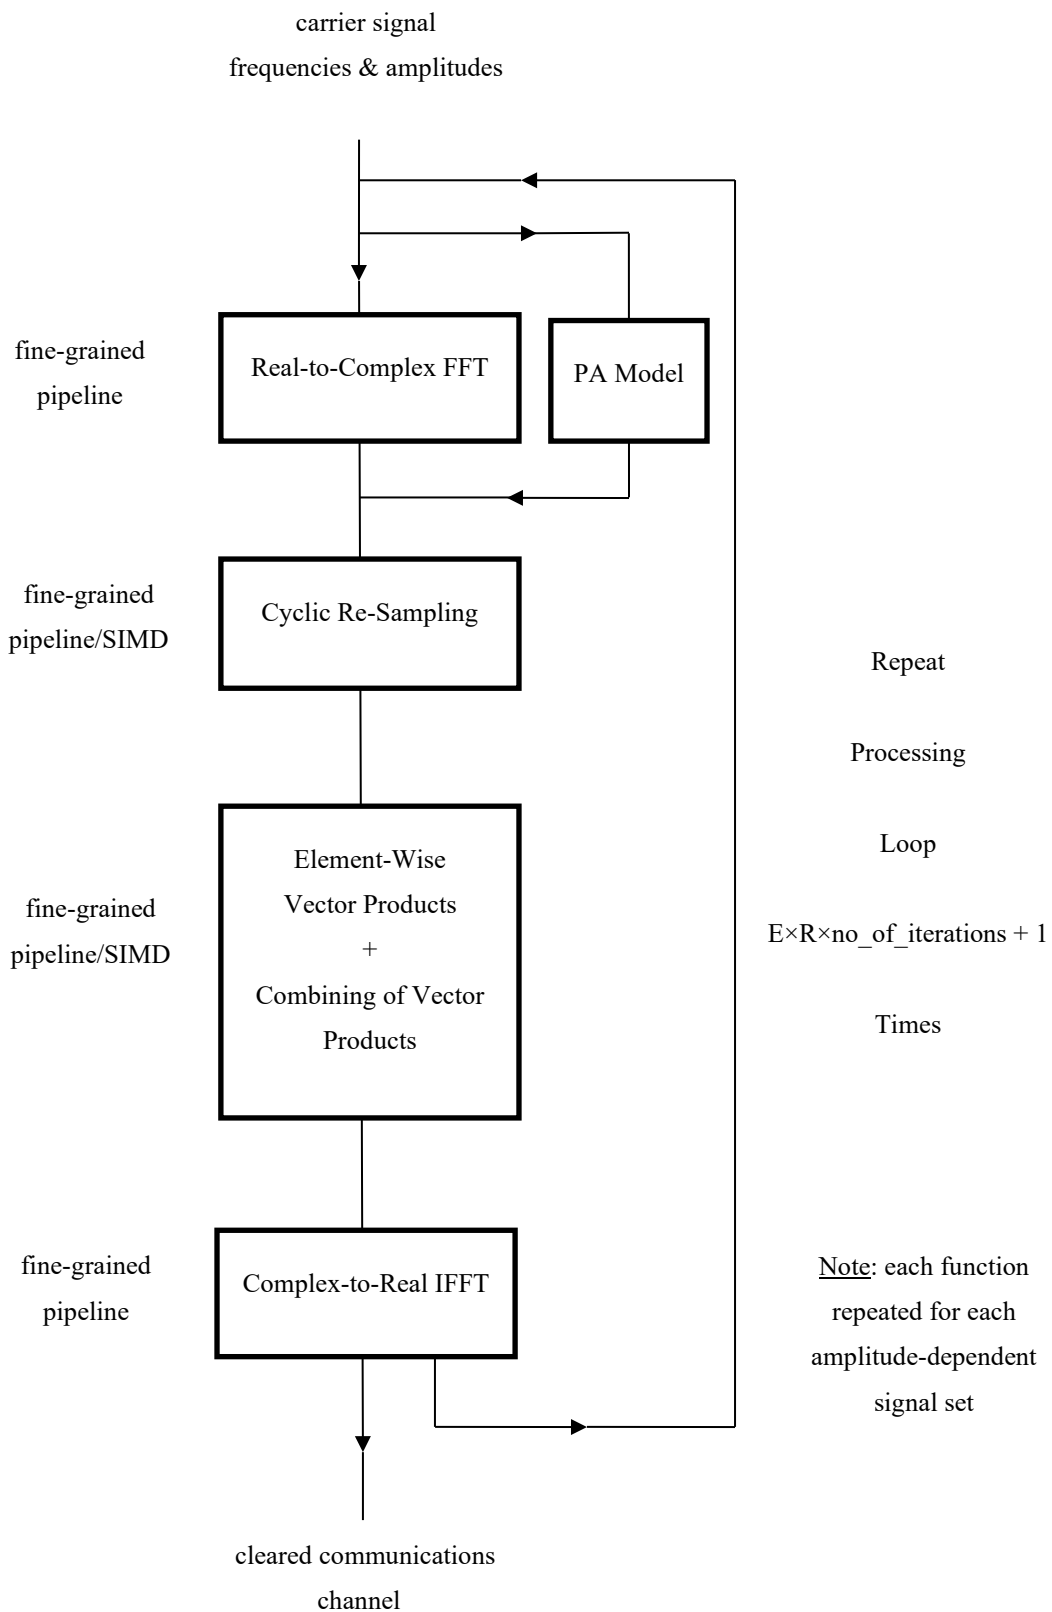 carrier signal
frequencies & amplitudes
fine-grained
pipeline
Real-to-Complex FFT
PA Model
fine-grained
pipeline/SIMD
Cyclic Re-Sampling
Repeat
Processing
Loop
E×R×no_of_iterations + 1
Times
fine-grained
pipeline/SIMD
Element-Wise
Vector Products
+
Combining of Vector
Products
fine-grained
pipeline
Complex-to-Real IFFT
Note: each function
repeated for each
amplitude-dependent
signal set
cleared communications
channel